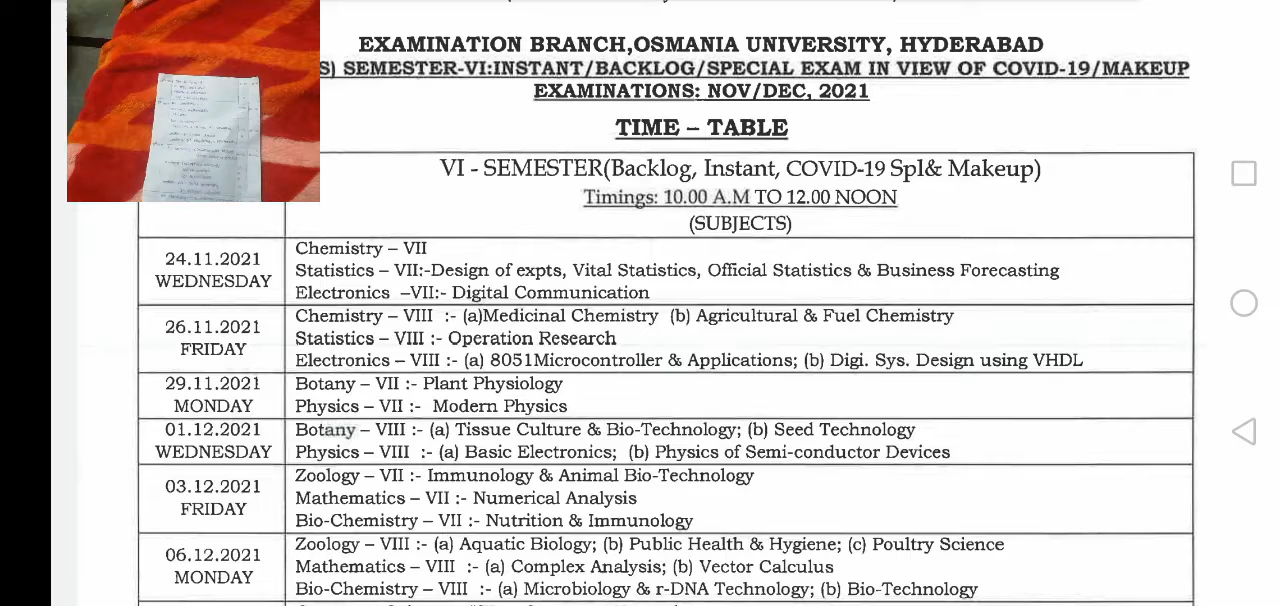 EXAMINATION BRANCH,OSMANIA UNIVERSITY, HYDERABAD
S) SEMESTER-VI:INSTANT/BACKLOG/SPECIAL EXAM IN VIEW OF COVID-19/MAKEUP
EXAMINATIONS: NOV/DEC, 2021
TIME – TABLE
VI - SEMESTER(Backlog, Instant, COVID-19 Spl& Makeup)
Timings: 10.00 A.M TO 12.00 NOON
(SUBJECTS)
24.11.2021
WEDNESDAY
Chemistry – VII
Statistics – VII:-Design of expts, Vital Statistics, Official Statistics & Business Forecasting
Electronics –VII:- Digital Communication
26.11.2021
FRIDAY
Chemistry – VIII :- (a)Medicinal Chemistry (b) Agricultural & Fuel Chemistry
Statistics – VIII :- Operation Research
Electronics – VIII :- (a) 8051Microcontroller & Applications; (b) Digi. Sys. Design using VHDL
29.11.2021
MONDAY
Botany – VII :- Plant Physiology
Physics – VII :- Modern Physics
01.12.2021
WEDNESDAY
Botany – VIII :- (a) Tissue Culture & Bio-Technology; (b) Seed Technology
Physics – VIII :- (a) Basic Electronics; (b) Physics of Semi-conductor Devices
03.12.2021
FRIDAY
Zoology – VII :- Immunology & Animal Bio-Technology
Mathematics – VII :- Numerical Analysis
Bio-Chemistry – VII :- Nutrition & Immunology
06.12.2021
MONDAY
Zoology – VIII :- (a) Aquatic Biology; (b) Public Health & Hygiene; (c) Poultry Science
Mathematics – VIII :- (a) Complex Analysis; (b) Vector Calculus
Bio-Chemistry – VIII :- (a) Microbiology & r-DNA Technology; (b) Bio-Technology